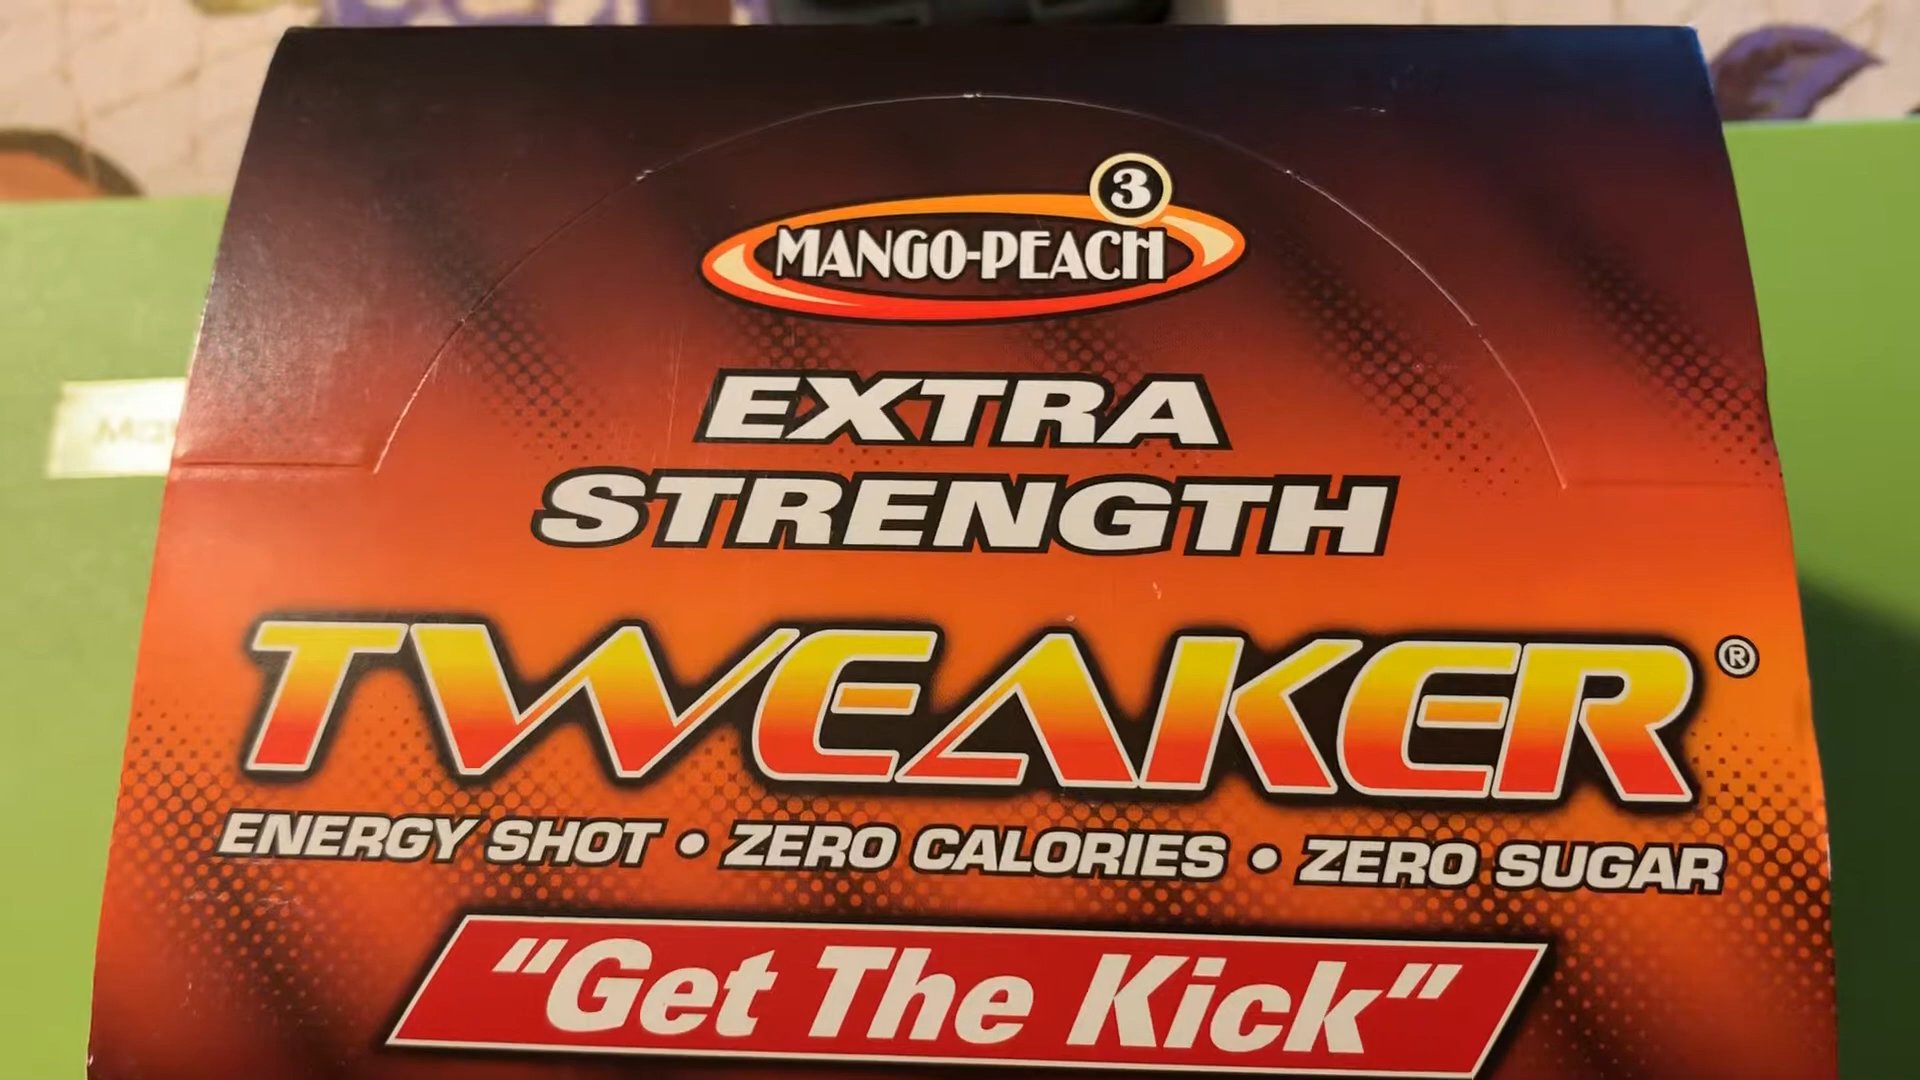 3
MANGO-PEACH
EXTRA
STRENGTH
TWEAKER®
ENERGY SHOT • ZERO CALORIES • ZERO SUGAR
"Get The Kick"